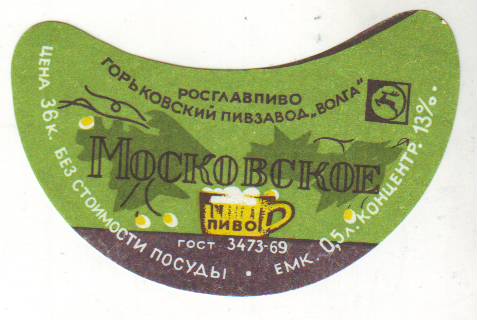 РОСГЛАВПИВО
ГОРЬКОВСКИЙ ПИВЗАВОД „ВОЛГА"
МОСКОВСКОЕ
ПИВО
ГОСТ 3473-69
ЦЕНА 36 К. БЕЗ СТОИМОСТИ ПОСУДЫ • ЕМК. 0,5 Л. КОНЦЕНТР. 13%.